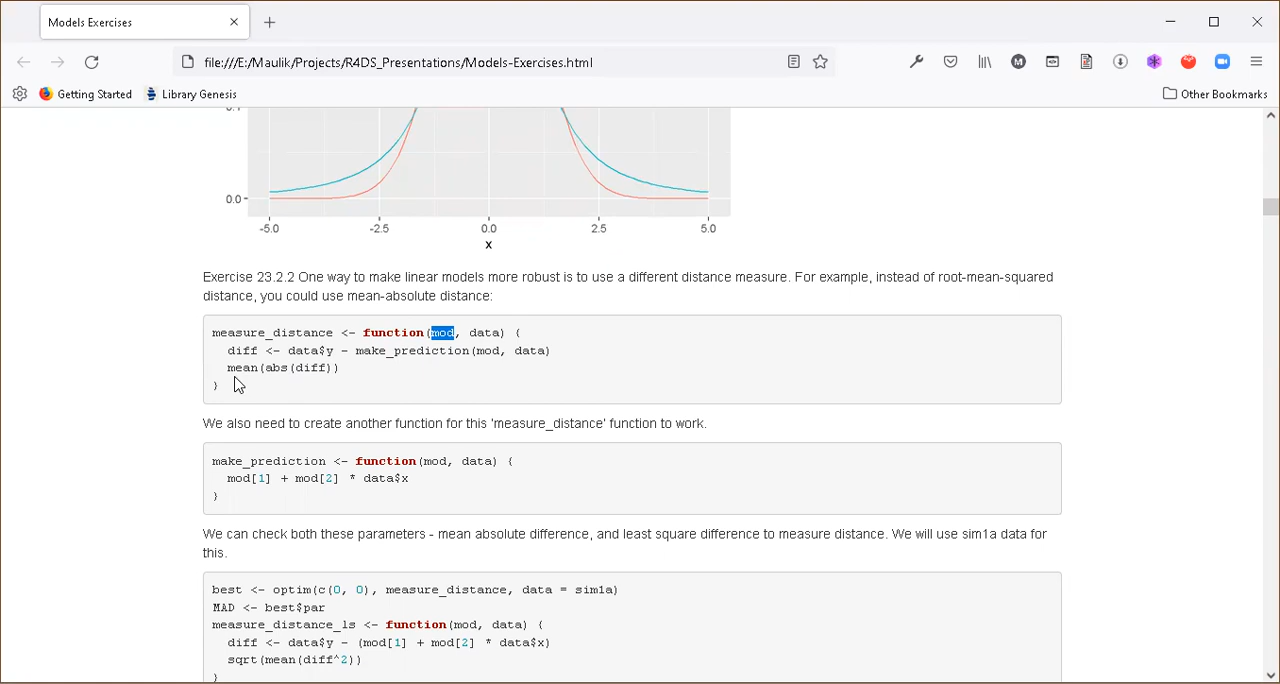 Models Exercises
file:///E:/Maulik/Projects/R4DS_Presentations/Models-Exercises.html
Getting Started
Library Genesis
Other Bookmarks
0.0
-5.0 -2.5 0.0 2.5 5.0
x
Exercise 23.2.2 One way to make linear models more robust is to use a different distance measure. For example, instead of root-mean-squared
distance, you could use mean-absolute distance:
measure_distance <- function(mod, data) {
diff <- data$y - make_prediction(mod, data)
mean(abs(diff))
}
We also need to create another function for this 'measure_distance' function to work.
make_prediction <- function(mod, data) {
mod[1] + mod[2] * data$x
}
We can check both these parameters - mean absolute difference, and least square difference to measure distance. We will use sim1a data for
this.
best <- optim(c(0, 0), measure_distance, data = sim1a)
MAD <- best$par
measure_distance_ls <- function(mod, data) {
diff <- data$y - (mod[1] + mod[2] * data$x)
sqrt(mean(diff^2))
}